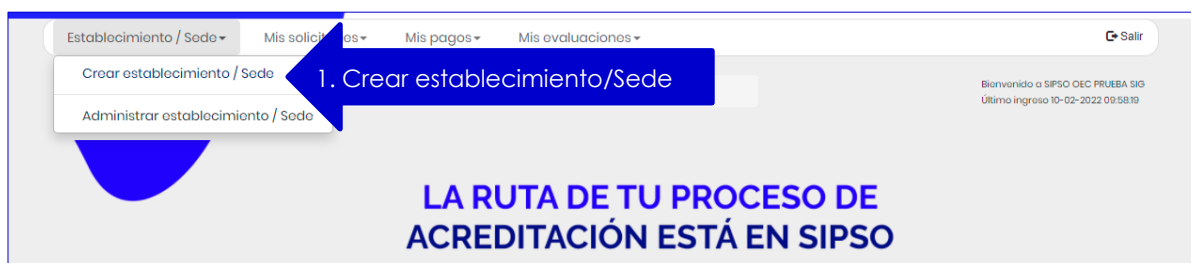 Establecimiento / Sede
Mis solicit es
Mis pagos
Mis evaluaciones
Salir
Crear establecimiento / Sede
1. Crear establecimiento/Sede
Administrar establecimiento / Sede
Bienvenido a SIPSO OEC PRUEBA SIG
Último ingreso 10-02-2022 09:58:19
LA RUTA DE TU PROCESO DE
ACREDITACIÓN ESTÁ EN SIPSO